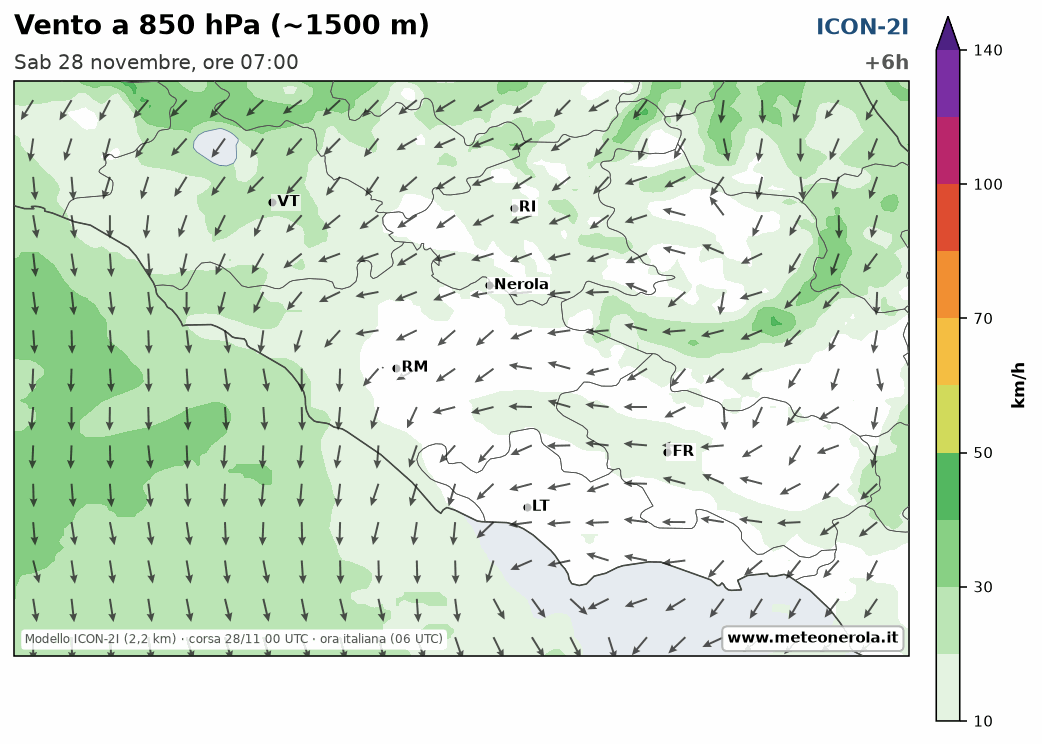 Vento a 850 hPa (~1500 m)
ICON-2I
Sab 28 novembre, ore 07:00
+6h
VT
RI
Nerola
RM
FR
LT
Modello ICON-2I (2,2 km) · corsa 28/11 00 UTC · ora italiana (06 UTC)
www.meteonerola.it
140
100
70
50
30
10
km/h